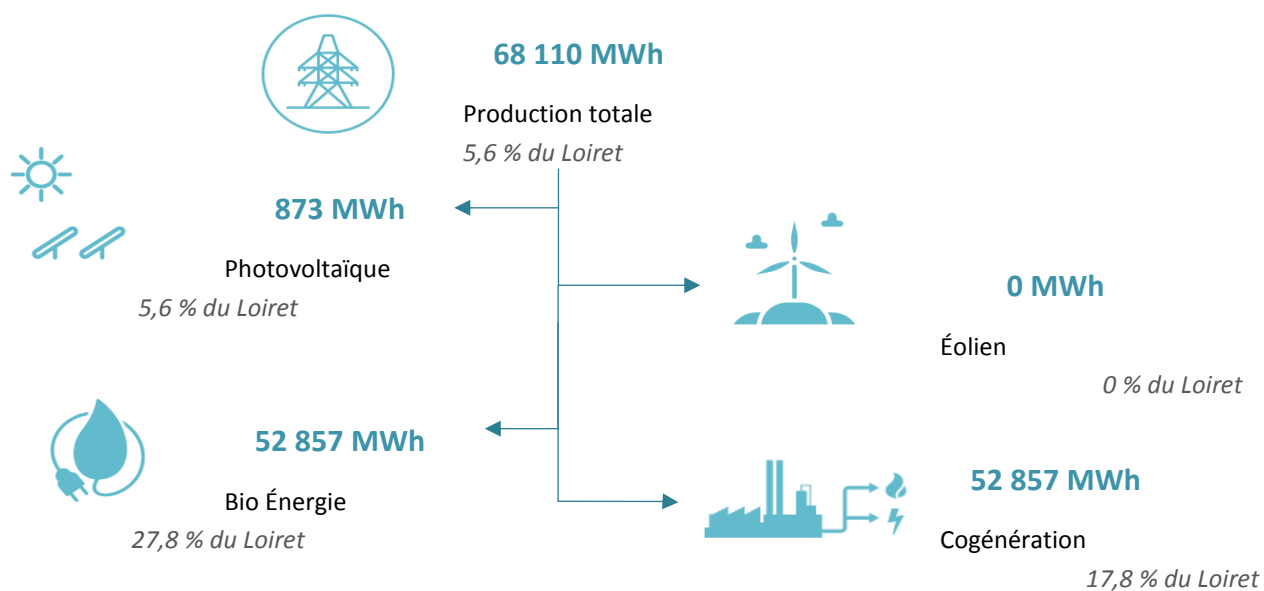 68 110 MWh
Production totale
5,6 % du Loiret
873 MWh
Photovoltaïque
5,6 % du Loiret
0 MWh
Éolien
0 % du Loiret
52 857 MWh
Bio Énergie
27,8 % du Loiret
52 857 MWh
Cogénération
17,8 % du Loiret